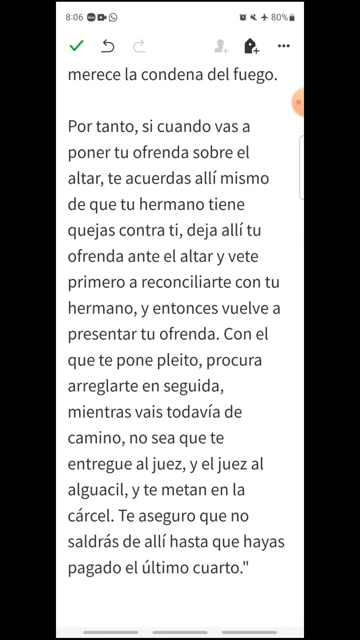 8:06
80%
merece la condena del fuego.
Por tanto, si cuando vas a
poner tu ofrenda sobre el
altar, te acuerdas allí mismo
de que tu hermano tiene
quejas contra ti, deja allí tu
ofrenda ante el altar y vete
primero a reconciliarte con tu
hermano, y entonces vuelve a
presentar tu ofrenda. Con el
que te pone pleito, procura
arreglarte en seguida,
mientras vais todavía de
camino, no sea que te
entregue al juez, y el juez al
alguacil, y te metan en la
cárcel. Te aseguro que no
saldrás de allí hasta que hayas
pagado el último cuarto."